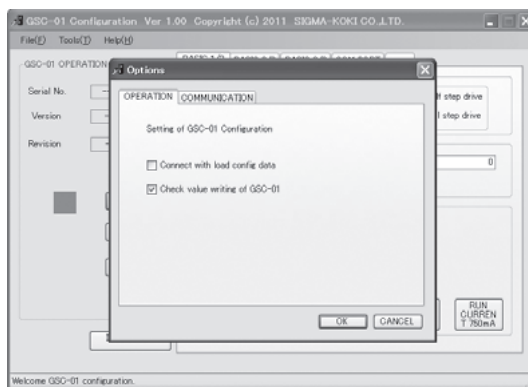 GSC-01 Configuration Ver 1.00 Copyright (c) 2011 SIGMA-KOKI CO.,LTD.
File(F) Tools(T) Help(H)
GSC-01 OPERATION
Serial No.
Version
Revision
Options
OPERATION COMMUNICATION
Setting of GSC-01 Configuration
Connect with load config data
Check value writing of GSC-01
OK CANCEL
step drive
step drive
0
RUN
CURREN
T 750mA
Welcome GSC-01 configuration.